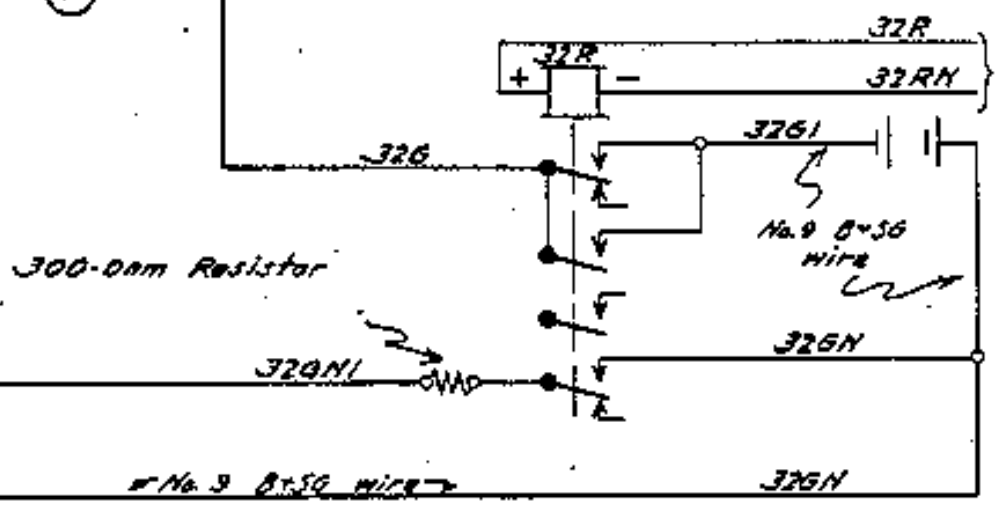 32R
32R
+ -
32RN
32G1
32G
No. 9 B+SG
wire
300-Ohm Resistor
32GN
32GN1
No. 9 B+SG wire
32GN